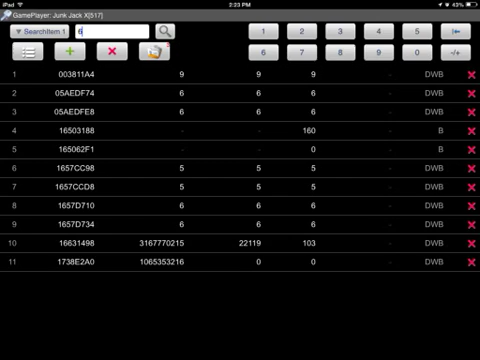 iPad 2:23 PM 43%
GamePlayer: Junk Jack X[517]
▼ SearchItem 1 6 1 2 3 4 5
6 7 8 9 0 -/+
1 003811A4 9 9 9 - DWB
2 05AEDF74 6 6 6 - DWB
3 05AEDFE8 6 6 6 - DWB
4 16503188 - - 160 - B
5 165062F1 - - 0 - B
6 1657CC98 5 5 5 - DWB
7 1657CCD8 5 5 5 - DWB
8 1657D710 6 6 6 - DWB
9 1657D734 6 6 6 - DWB
10 16631498 3167770215 22119 103 - DWB
11 1738E2A0 1065353216 0 0 - DWB